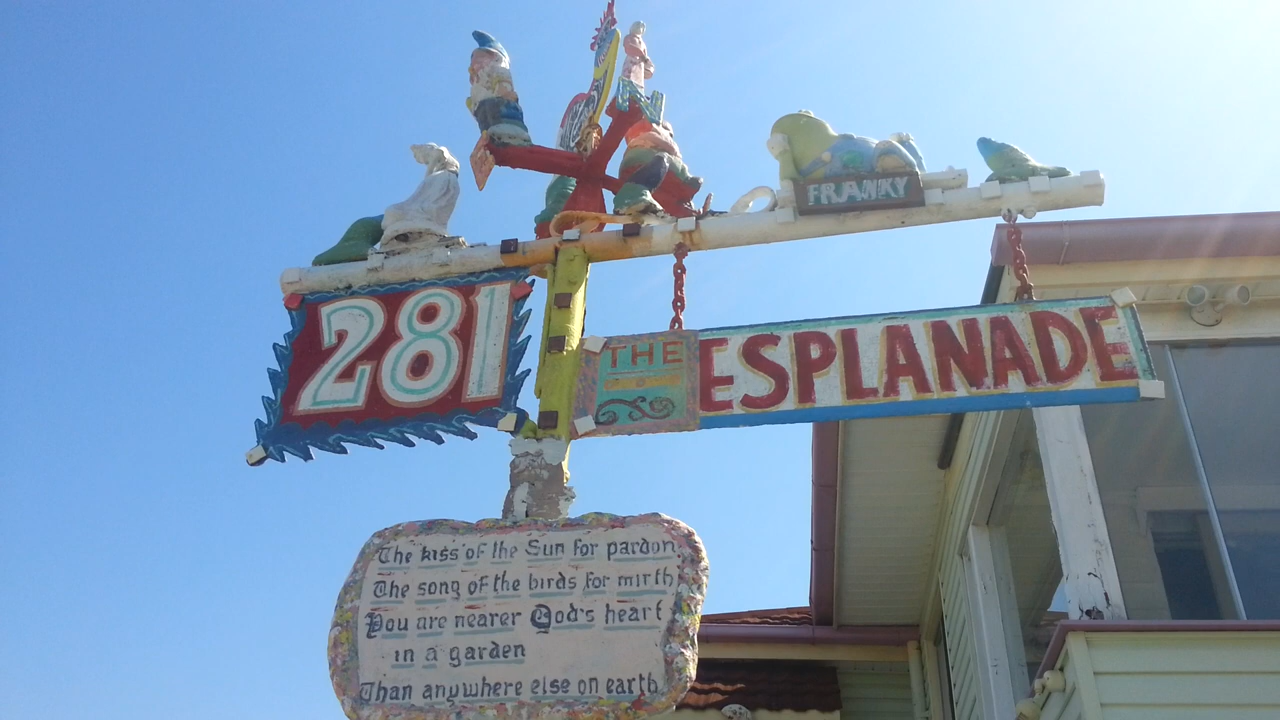 FRANKY
281
THE ESPLANADE
The kiss of the Sun for pardon.
The song of the birds for mirth
You are nearer God's heart
in a garden
Than anywhere else on earth